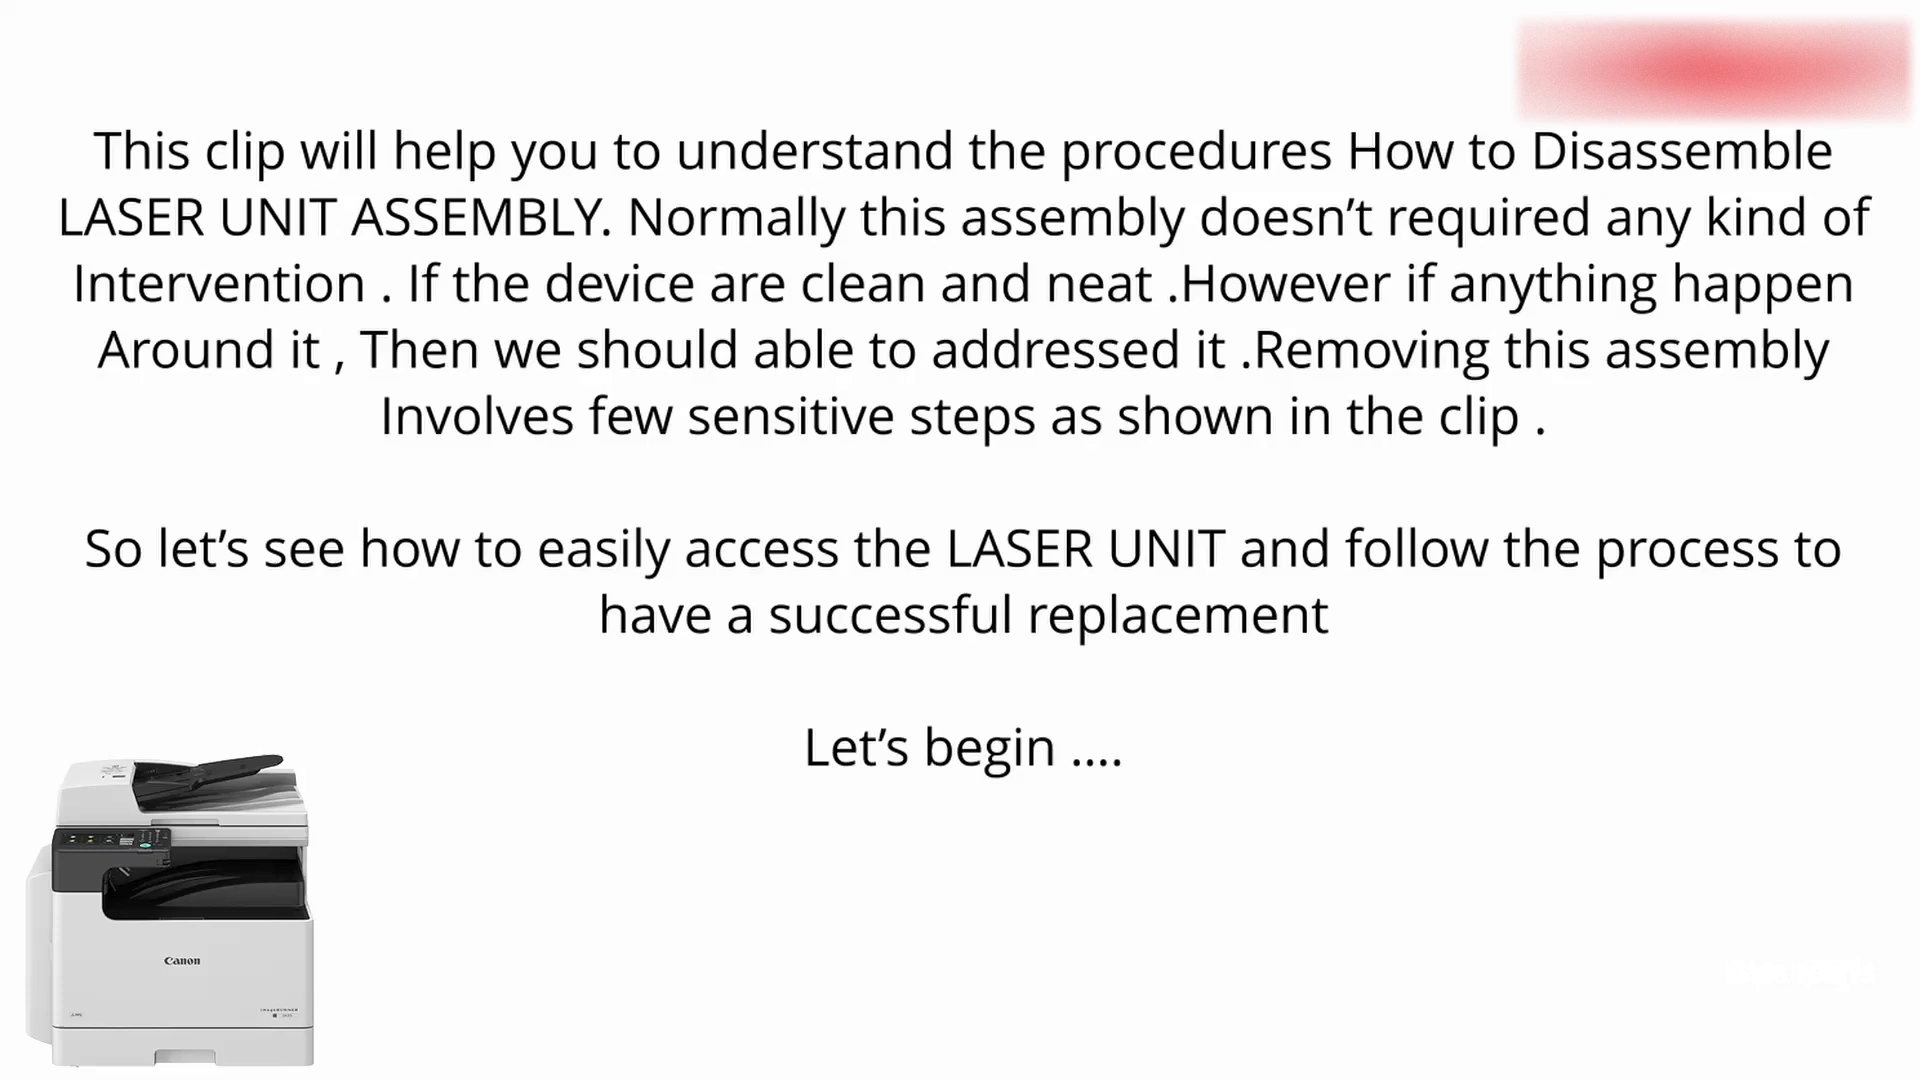 This clip will help you to understand the procedures How to Disassemble
LASER UNIT ASSEMBLY. Normally this assembly doesn’t required any kind of
Intervention . If the device are clean and neat .However if anything happen
Around it , Then we should able to addressed it .Removing this assembly
Involves few sensitive steps as shown in the clip .
So let’s see how to easily access the LASER UNIT and follow the process to
have a successful replacement
Let’s begin ....
Canon